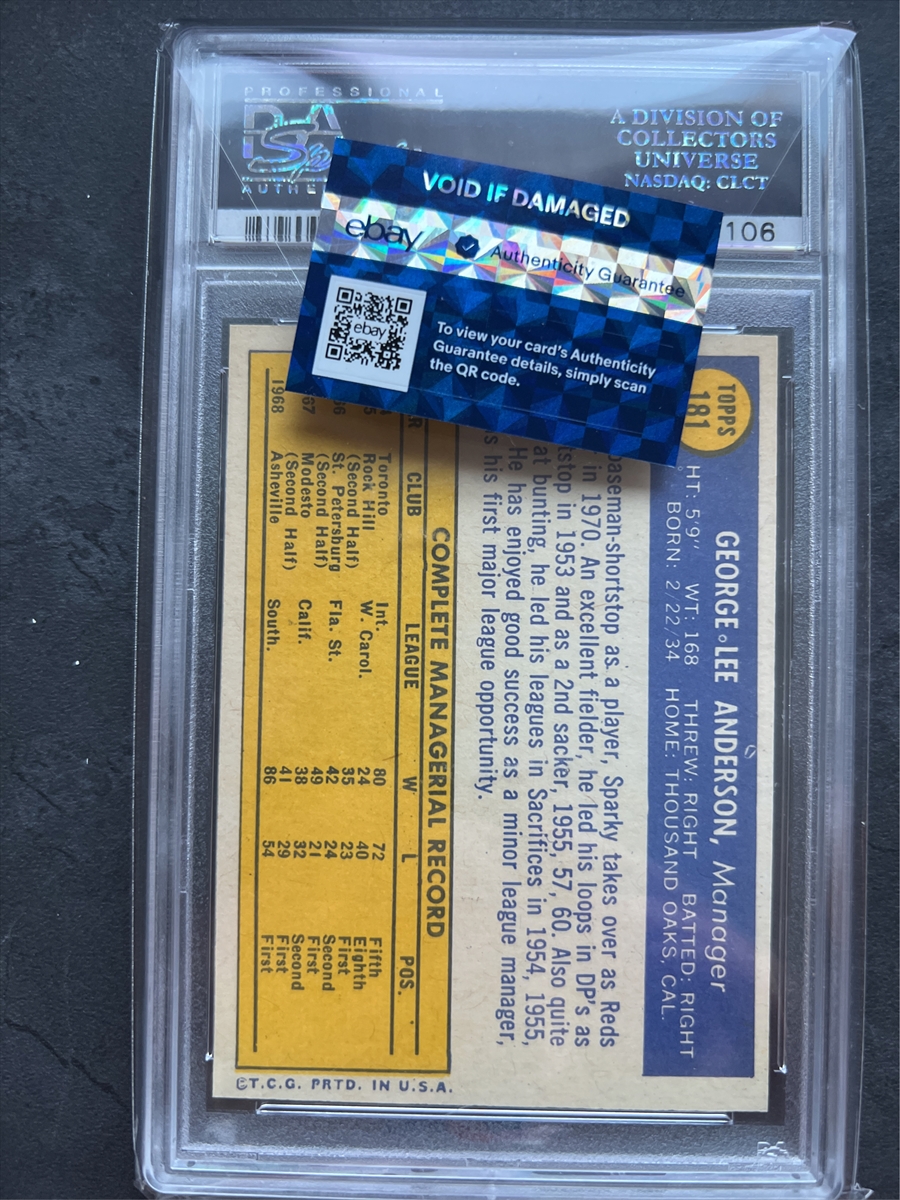 PROFESSIONAL
PSA
AUTHE
A DIVISION OF
COLLECTORS
UNIVERSE
NASDAQ: CLCT
106
VOID IF DAMAGED
ebay Authenticity Guarantee
ebay
To view your card's Authenticity
Guarantee details, simply scan
the QR code.
TOPPS
181
GEORGE LEE ANDERSON, Manager
HT: 5'9" WT: 168 THREW: RIGHT BATTED: RIGHT
BORN: 2/22/34 HOME: THOUSAND OAKS, CAL.
baseman-shortstop as a player, Sparky takes over as Reds
in 1970. An excellent fielder, he led his loops in DP's as
stop in 1953 and as a 2nd sacker, 1955, 57, 60. Also quite
at bunting, he led his leagues in Sacrifices in 1954, 1955,
He has enjoyed good success as a minor league manager,
s his first major league opportunity.
COMPLETE MANAGERIAL RECORD
R CLUB LEAGUE W L POS.
Toronto Int. 80 72 Fifth
5 Rock Hill W. Carol. 24 40 Eighth
(Second Half) 35 23 First
66 St. Petersburg Fla. St. 42 24 Second
(Second Half) 49 21 First
67 Modesto Calif. 38 32 Second
(Second Half) 41 29 First
1968 Asheville South. 86 54 First
©T.C.G. PRTD. IN U.S.A.